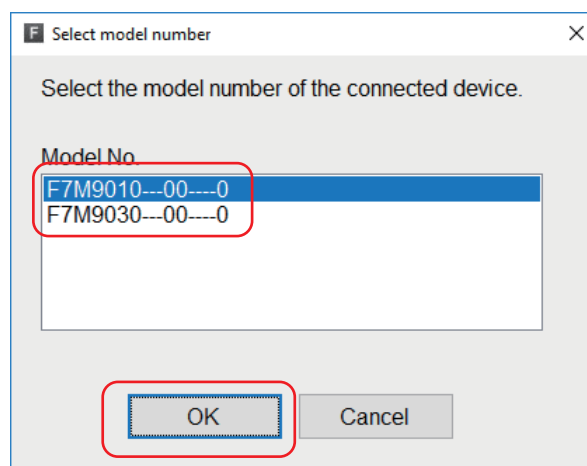 F Select model number
Select the model number of the connected device.
Model No.
F7M9010---00----0
F7M9030---00----0
OK Cancel